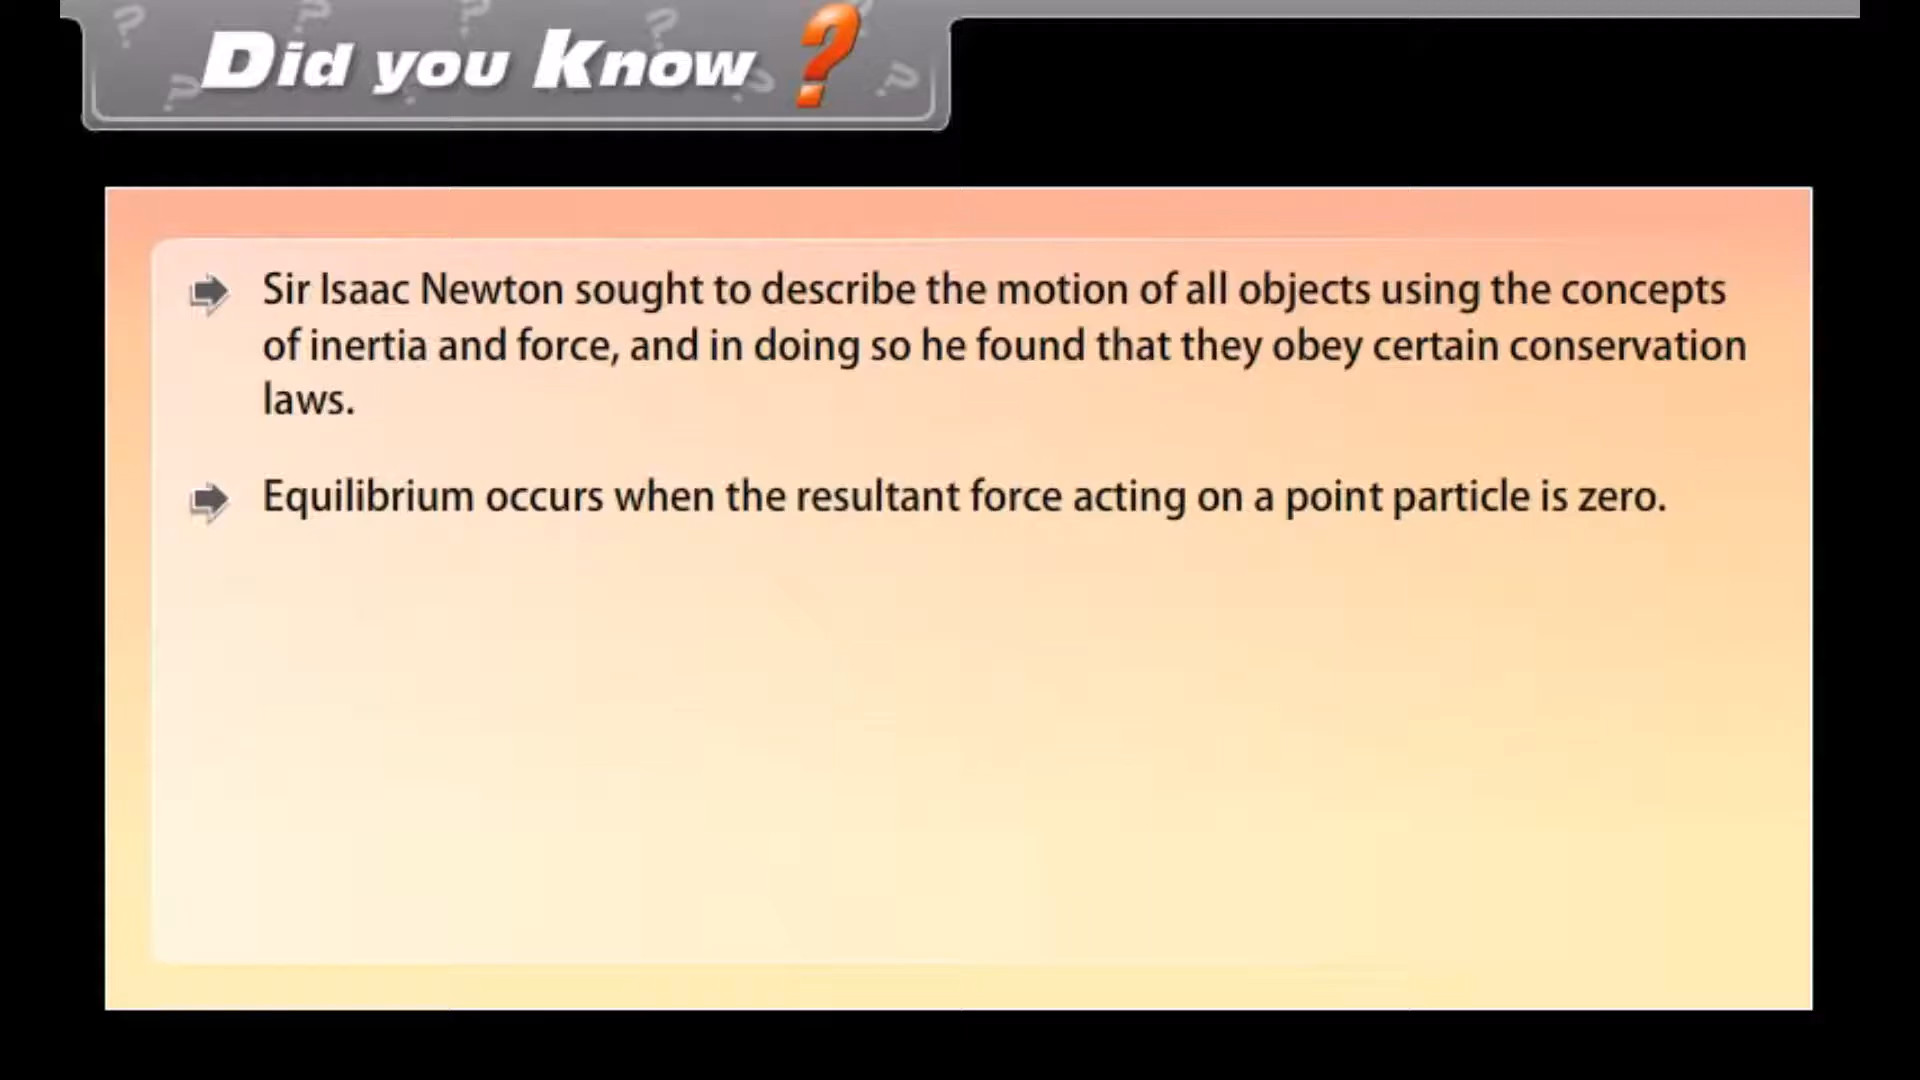 Did you Know ?
Sir Isaac Newton sought to describe the motion of all objects using the concepts
of inertia and force, and in doing so he found that they obey certain conservation
laws.
Equilibrium occurs when the resultant force acting on a point particle is zero.